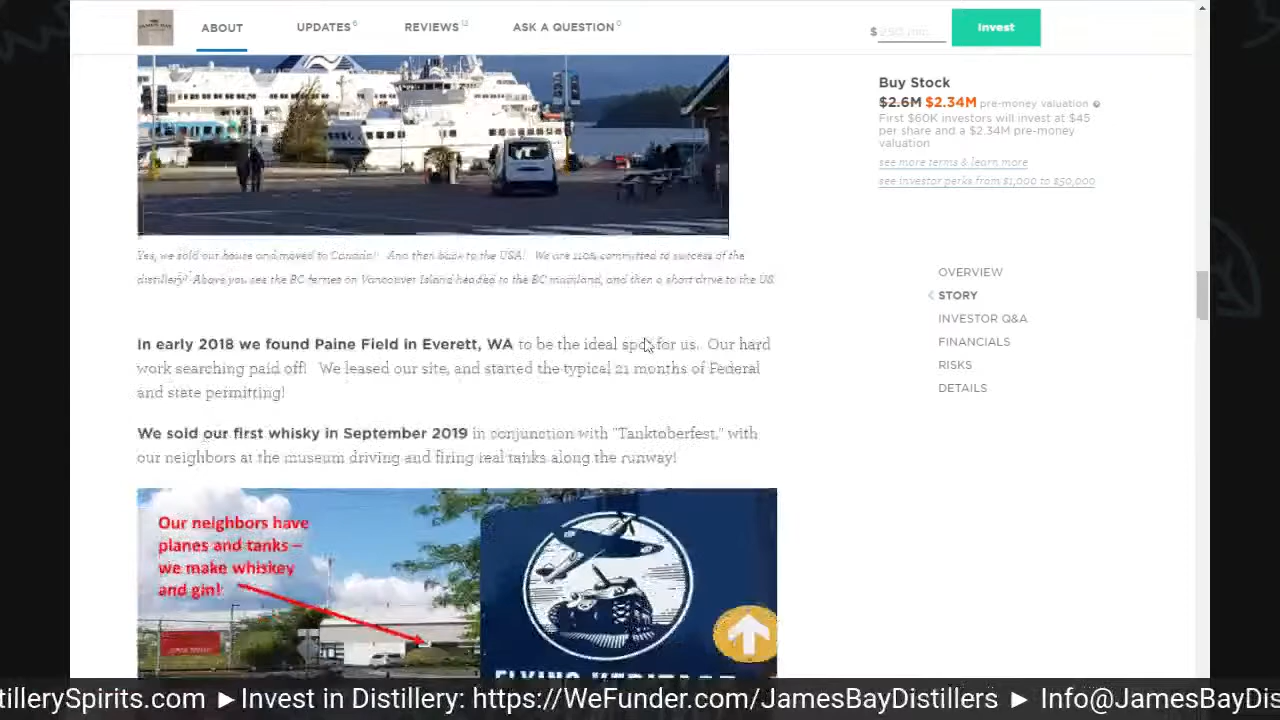 ABOUT UPDATES 6 REVIEWS 12 ASK A QUESTION 0 $ Invest
Buy Stock
$2.6M $2.34M pre-money valuation
First $60K investors will invest at $45
per share and a $2.34M pre-money
valuation
see more terms & learn more
see investor perks from $1,000 to $50,000
Yes, we sold our house and moved to Canada! And then back to the USA! We are 110% committed to success of the
distillery! Above you see the BC ferries on Vancouver Island headed to the BC mainland, and then a short drive to the US.
OVERVIEW
STORY
INVESTOR Q&A
FINANCIALS
RISKS
DETAILS
In early 2018 we found Paine Field in Everett, WA to be the ideal spot for us. Our hard
work searching paid off! We leased our site, and started the typical 21 months of Federal
and state permitting!
We sold our first whisky in September 2019 in conjunction with "Tanktoberfest," with
our neighbors at the museum driving and firing real tanks along the runway!
Our neighbors have
planes and tanks –
we make whiskey
and gin!
FLYING HERITAGE
tillerySpirits.com ►Invest in Distillery: https://WeFunder.com/JamesBayDistillers ► Info@JamesBayDis